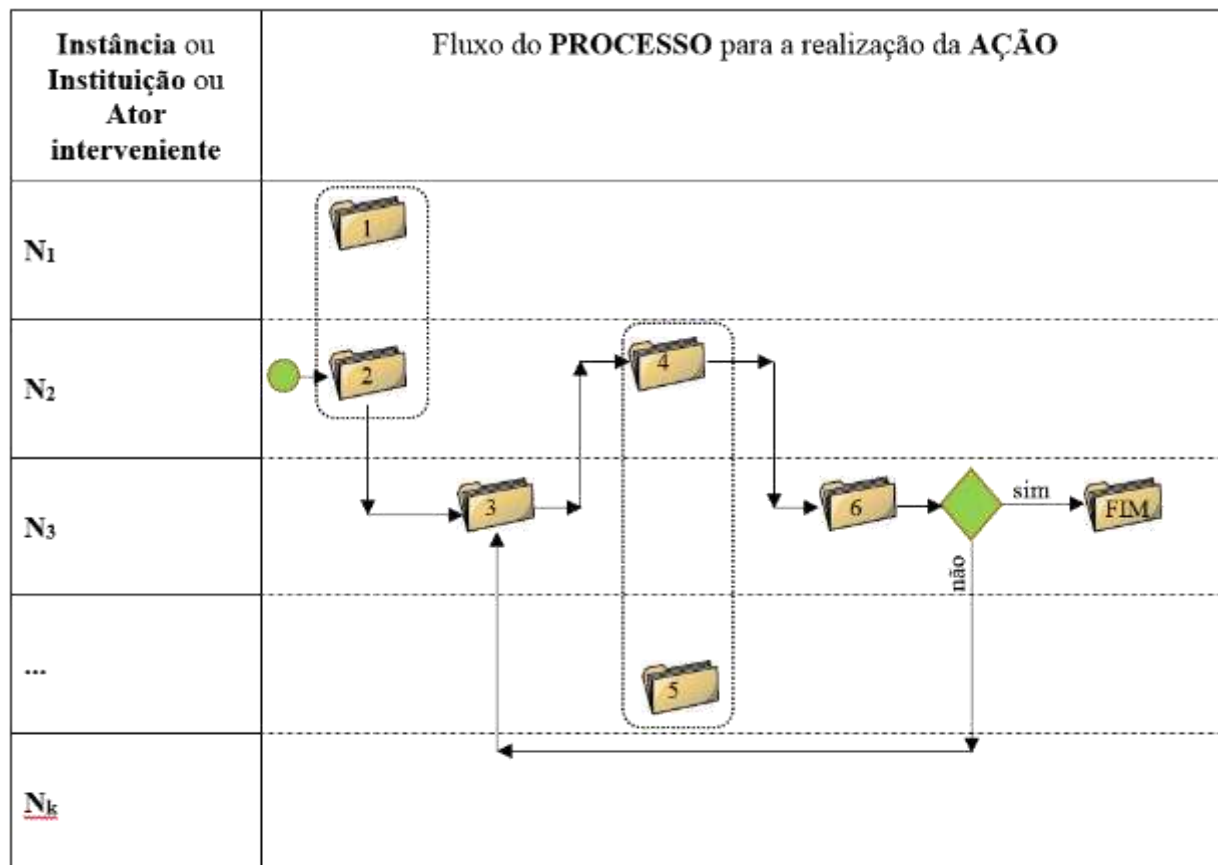 Instância ou
Instituição ou
Ator
interveniente
Fluxo do PROCESSO para a realização da AÇÃO
N1
1
N2
2
4
N3
3
6
sim
FIM
não
...
5
Nk